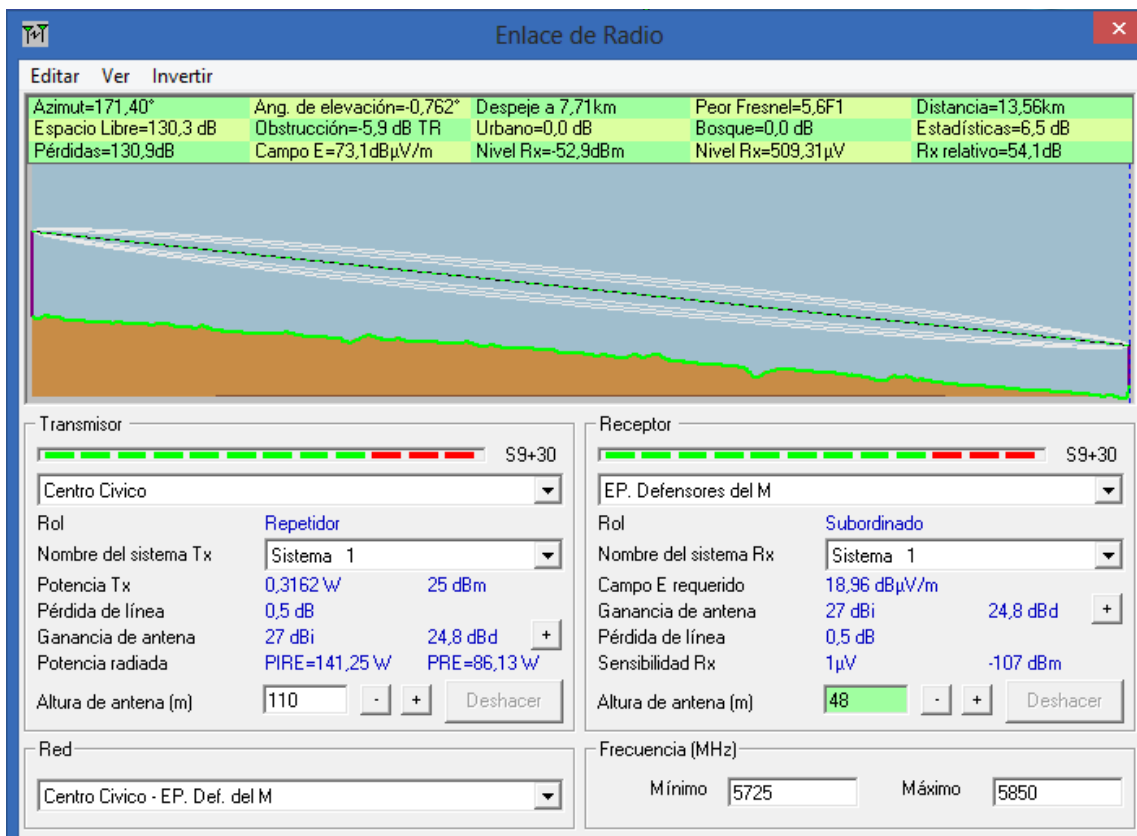 Enlace de Radio
Editar Ver Invertir
Azimut=171,40° Ang. de elevación=-0,762° Despeje a 7,71km Peor Fresnel=5,6F1 Distancia=13,56km
Espacio Libre=130,3 dB Obstrucción=-5,9 dB TR Urbano=0,0 dB Bosque=0,0 dB Estadísticas=6,5 dB
Pérdidas=130,9dB Campo E=73,1dBµV/m Nivel Rx=-52,9dBm Nivel Rx=509,31µV Rx relativo=54,1dB
Transmisor
S9+30
Centro Civico
Rol Repetidor
Nombre del sistema Tx Sistema 1
Potencia Tx 0,3162 W 25 dBm
Pérdida de línea 0,5 dB
Ganancia de antena 27 dBi 24,8 dBd +
Potencia radiada PIRE=141,25 W PRE=86,13 W
Altura de antena (m) 110 - + Deshacer
Receptor
S9+30
EP. Defensores del M
Rol Subordinado
Nombre del sistema Rx Sistema 1
Campo E requerido 18,96 dBµV/m
Ganancia de antena 27 dBi 24,8 dBd +
Pérdida de línea 0,5 dB
Sensibilidad Rx 1µV -107 dBm
Altura de antena (m) 48 - + Deshacer
Red
Centro Civico - EP. Def. del M
Frecuencia (MHz)
Mínimo 5725 Máximo 5850